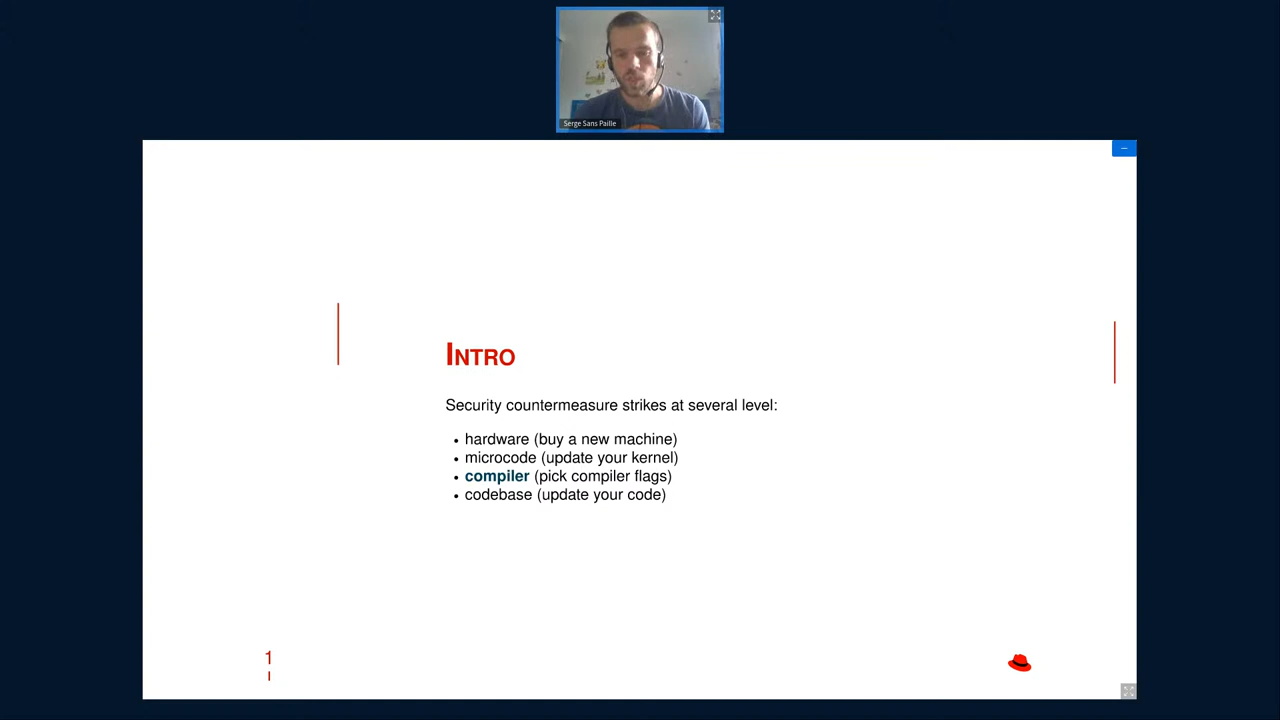 Serge Sans Paille
INTRO
Security countermeasure strikes at several level:
• hardware (buy a new machine)
• microcode (update your kernel)
• compiler (pick compiler flags)
• codebase (update your code)
1